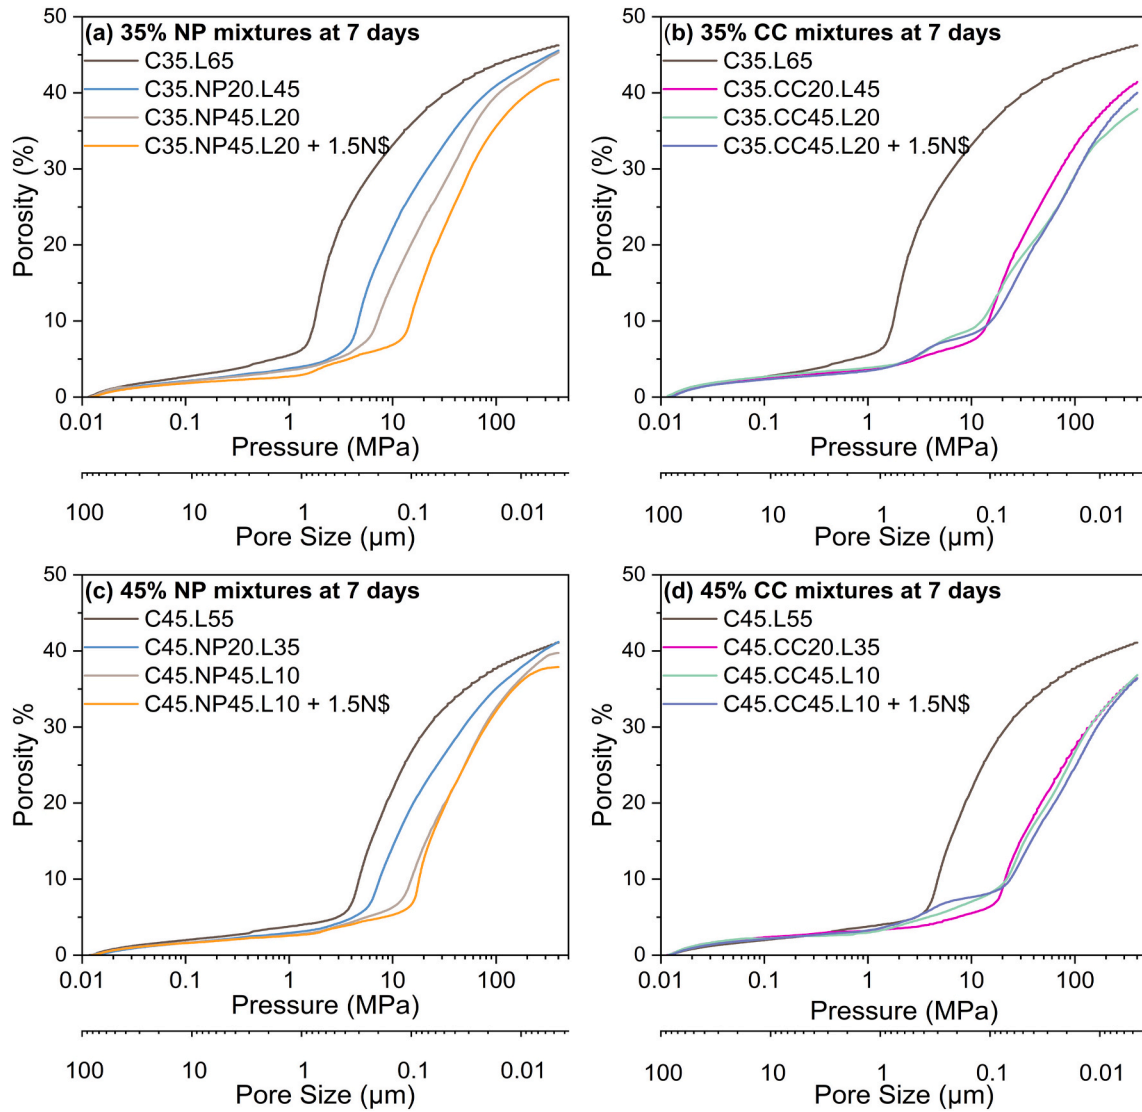 (a) 35% NP mixtures at 7 days
C35.L65
C35.NP20.L45
C35.NP45.L20
C35.NP45.L20 + 1.5N$
Porosity (%)
50
40
30
20
10
0
0.01 0.1 1 10 100
Pressure (MPa)
100 10 1 0.1 0.01
Pore Size (µm)
(b) 35% CC mixtures at 7 days
C35.L65
C35.CC20.L45
C35.CC45.L20
C35.CC45.L20 + 1.5N$
Porosity (%)
50
40
30
20
10
0
0.01 0.1 1 10 100
Pressure (MPa)
100 10 1 0.1 0.01
Pore Size (µm)
(c) 45% NP mixtures at 7 days
C45.L55
C45.NP20.L35
C45.NP45.L10
C45.NP45.L10 + 1.5N$
Porosity %
50
40
30
20
10
0
0.01 0.1 1 10 100
Pressure (MPa)
100 10 1 0.1 0.01
Pore Size (µm)
(d) 45% CC mixtures at 7 days
C45.L55
C45.CC20.L35
C45.CC45.L10
C45.CC45.L10 + 1.5N$
Porosity %
50
40
30
20
10
0
0.01 0.1 1 10 100
Pressure (MPa)
100 10 1 0.1 0.01
Pore Size (µm)